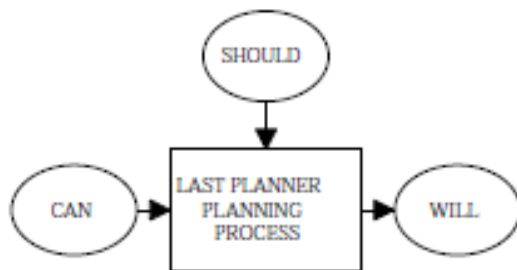 SHOULD
CAN
LAST PLANNER
PLANNING
PROCESS
WILL